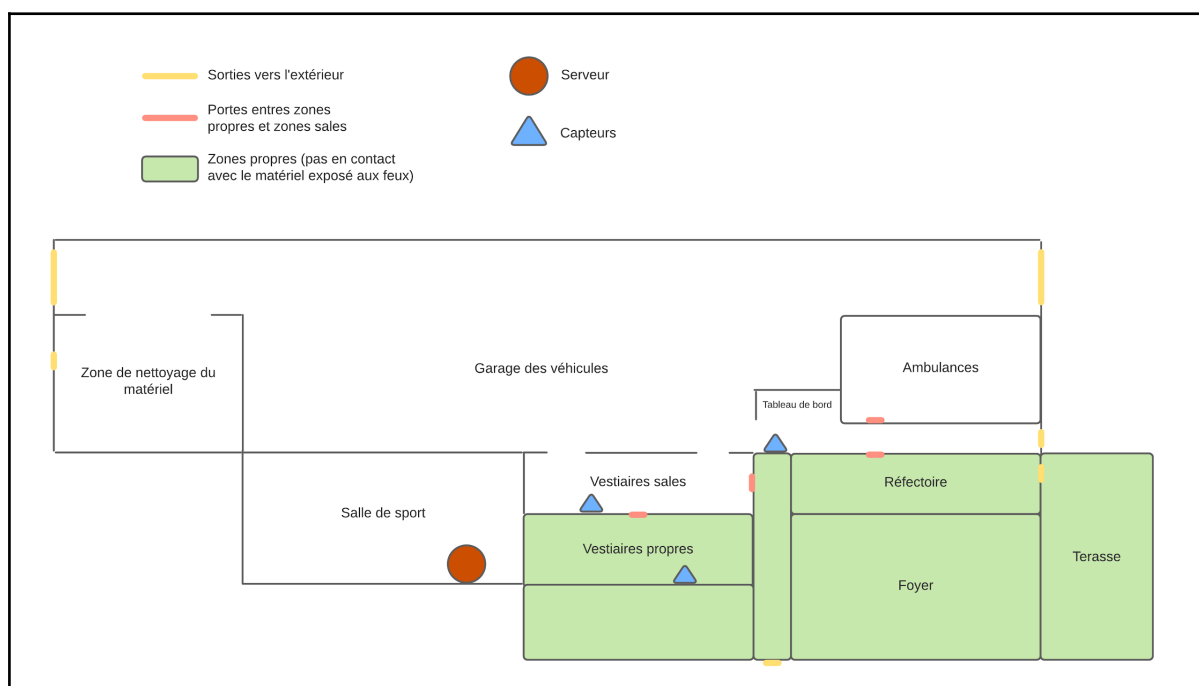 Sorties vers l'extérieur
Portes entres zones
propres et zones sales
Zones propres (pas en contact
avec le matériel exposé aux feux)
Serveur
Capteurs
Zone de nettoyage du
matériel
Garage des véhicules
Ambulances
Tableau de bord
Vestiaires sales
Réfectoire
Salle de sport
Vestiaires propres
Foyer
Terasse